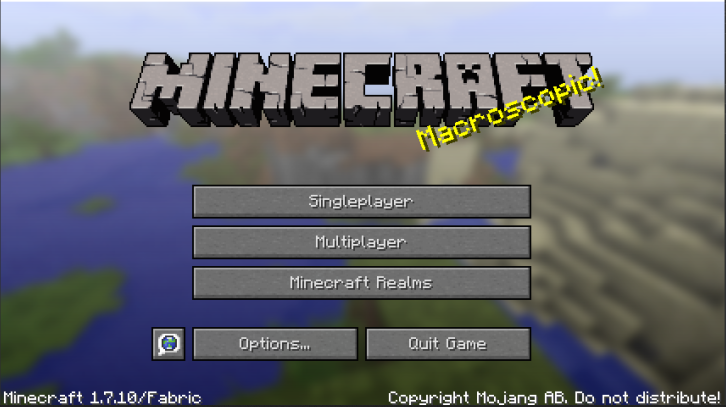 MINECRAFT
Macroscopic!
Singleplayer
Multiplayer
Minecraft Realms
Options...
Quit Game
Minecraft 1.7.10/Fabric
Copyright Mojang AB. Do not distribute!